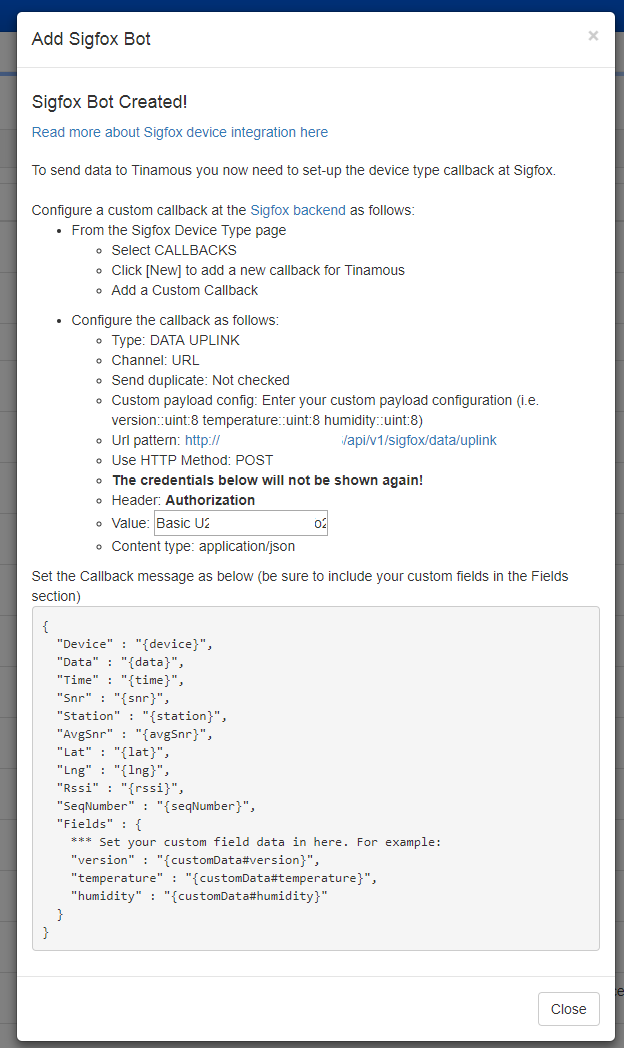 Add Sigfox Bot ×
Sigfox Bot Created!
Read more about Sigfox device integration here
To send data to Tinamous you now need to set-up the device type callback at Sigfox.
Configure a custom callback at the Sigfox backend as follows:
From the Sigfox Device Type page
Select CALLBACKS
Click [New] to add a new callback for Tinamous
Add a Custom Callback
Configure the callback as follows:
Type: DATA UPLINK
Channel: URL
Send duplicate: Not checked
Custom payload config: Enter your custom payload configuration (i.e.
version::uint:8 temperature::uint:8 humidity::uint:8)
Url pattern: http:// /api/v1/sigfox/data/uplink
Use HTTP Method: POST
The credentials below will not be shown again!
Header: Authorization
Value: Basic U2 o2
Content type: application/json
Set the Callback message as below (be sure to include your custom fields in the Fields
section)
{
"Device" : "{device}",
"Data" : "{data}",
"Time" : "{time}",
"Snr" : "{snr}",
"Station" : "{station}",
"AvgSnr" : "{avgSnr}",
"Lat" : "{lat}",
"Lng" : "{lng}",
"Rssi" : "{rssi}",
"SeqNumber" : "{seqNumber}",
"Fields" : {
*** Set your custom field data in here. For example:
"version" : "{customData#version}",
"temperature" : "{customData#temperature}",
"humidity" : "{customData#humidity}"
}
}
Close